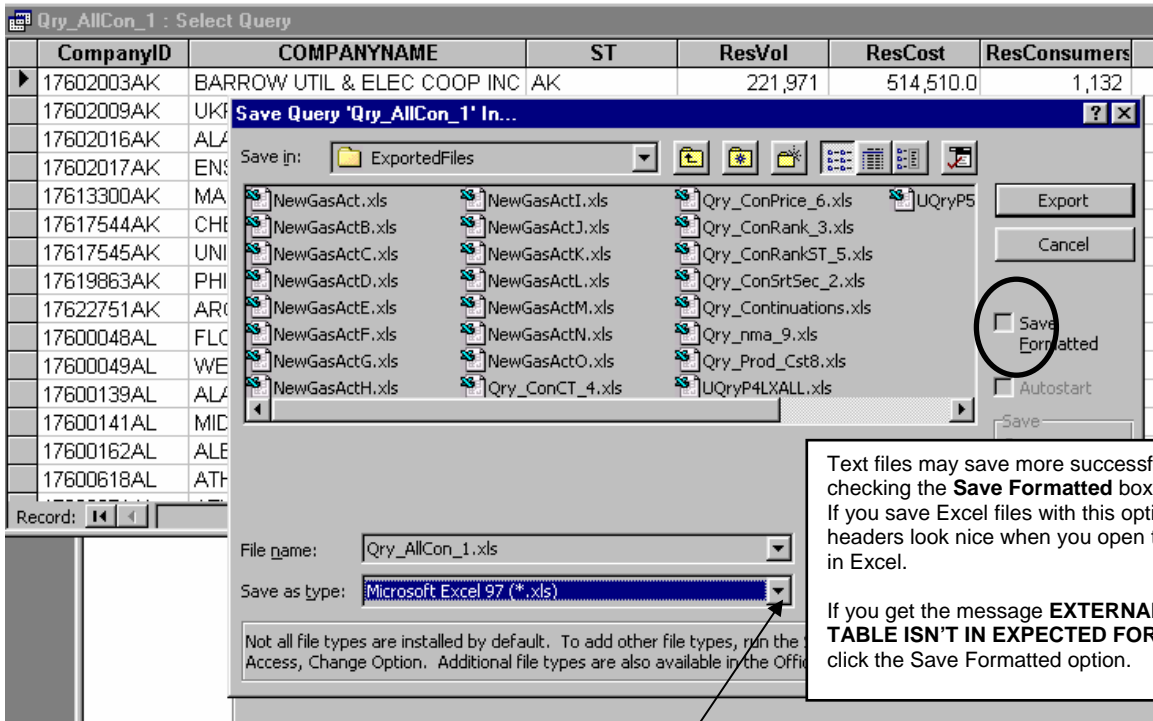 Qry_AllCon_1 : Select Query
CompanyID COMPANYNAME ST ResVol ResCost ResConsumers
17602003AK BARROW UTIL & ELEC COOP INC AK 221,971 514,510.0 1,132
17602009AK
17602016AK
17602017AK
17613300AK
17617544AK
17617545AK
17619863AK
17622751AK
17600048AL
17600049AL
17600139AL
17600141AL
17600162AL
17600618AL
Record:
Save Query 'Qry_AllCon_1' In...
Save in: ExportedFiles
NewGasAct.xls NewGasActI.xls Qry_ConPrice_6.xls UQryP5
NewGasActB.xls NewGasActJ.xls Qry_ConRank_3.xls
NewGasActC.xls NewGasActK.xls Qry_ConRankST_5.xls
NewGasActD.xls NewGasActL.xls Qry_ConSrtSec_2.xls
NewGasActE.xls NewGasActM.xls Qry_Continuations.xls
NewGasActF.xls NewGasActN.xls Qry_nma_9.xls
NewGasActG.xls NewGasActO.xls Qry_Prod_Cst8.xls
NewGasActH.xls Qry_ConCT_4.xls UQryP4LXALL.xls
Export
Cancel
Save
Formatted
Autostart
Save
File name: Qry_AllCon_1.xls
Save as type: Microsoft Excel 97 (*.xls)
Not all file types are installed by default. To add other file types, run the
Access, Change Option. Additional file types are also available in the
Text files may save more
checking the Save Formatted box
If you save Excel files with this
headers look nice when you open
in Excel.
If you get the message
TABLE ISN'T IN EXPECTED
click the Save Formatted option.